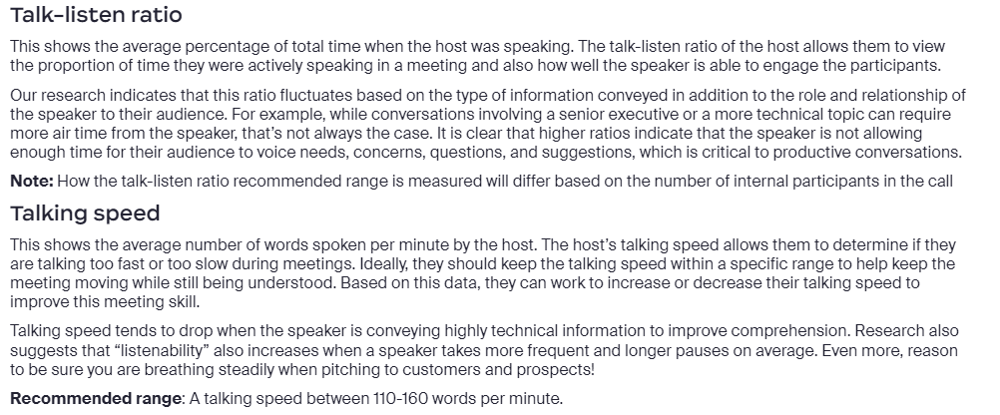 Talk-listen ratio
This shows the average percentage of total time when the host was speaking. The talk-listen ratio of the host allows them to view
the proportion of time they were actively speaking in a meeting and also how well the speaker is able to engage the participants.
Our research indicates that this ratio fluctuates based on the type of information conveyed in addition to the role and relationship of
the speaker to their audience. For example, while conversations involving a senior executive or a more technical topic can require
more air time from the speaker, that’s not always the case. It is clear that higher ratios indicate that the speaker is not allowing
enough time for their audience to voice needs, concerns, questions, and suggestions, which is critical to productive conversations.
Note: How the talk-listen ratio recommended range is measured will differ based on the number of internal participants in the call
Talking speed
This shows the average number of words spoken per minute by the host. The host’s talking speed allows them to determine if they
are talking too fast or too slow during meetings. Ideally, they should keep the talking speed within a specific range to help keep the
meeting moving while still being understood. Based on this data, they can work to increase or decrease their talking speed to
improve this meeting skill.
Talking speed tends to drop when the speaker is conveying highly technical information to improve comprehension. Research also
suggests that “listenability” also increases when a speaker takes more frequent and longer pauses on average. Even more, reason
to be sure you are breathing steadily when pitching to customers and prospects!
Recommended range: A talking speed between 110-160 words per minute.